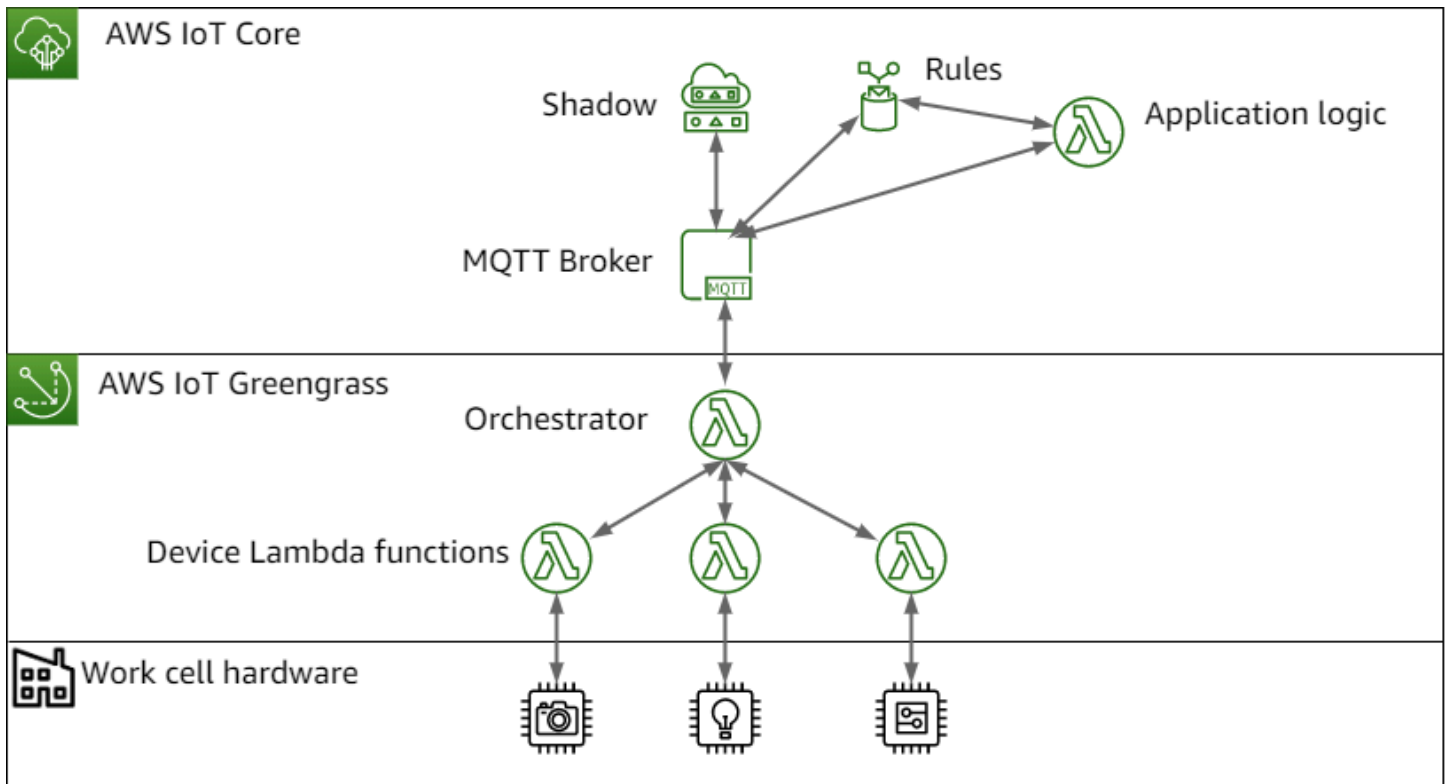 AWS IoT Core
Shadow
Rules
Application logic
MQTT Broker
MQTT
AWS IoT Greengrass
Orchestrator
Device Lambda functions
Work cell hardware